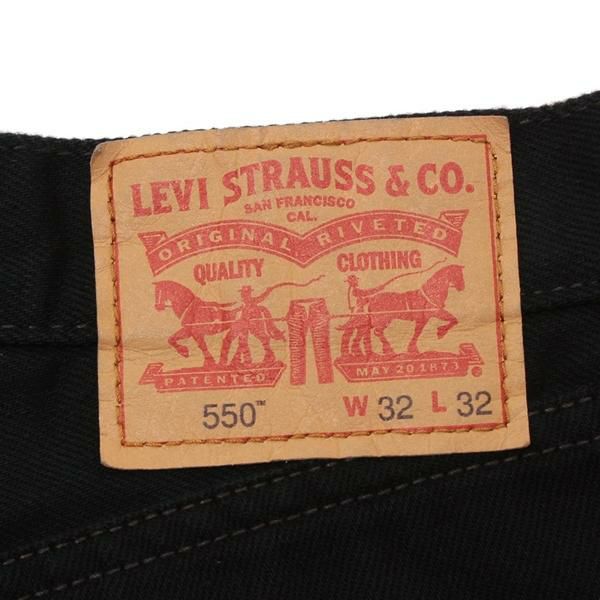 LEVI STRAUSS & CO.
SAN FRANCISCO
CAL.
ORIGINAL RIVETED
QUALITY CLOTHING
PATENTED MAY 20 1873
550™ W 32 L 32